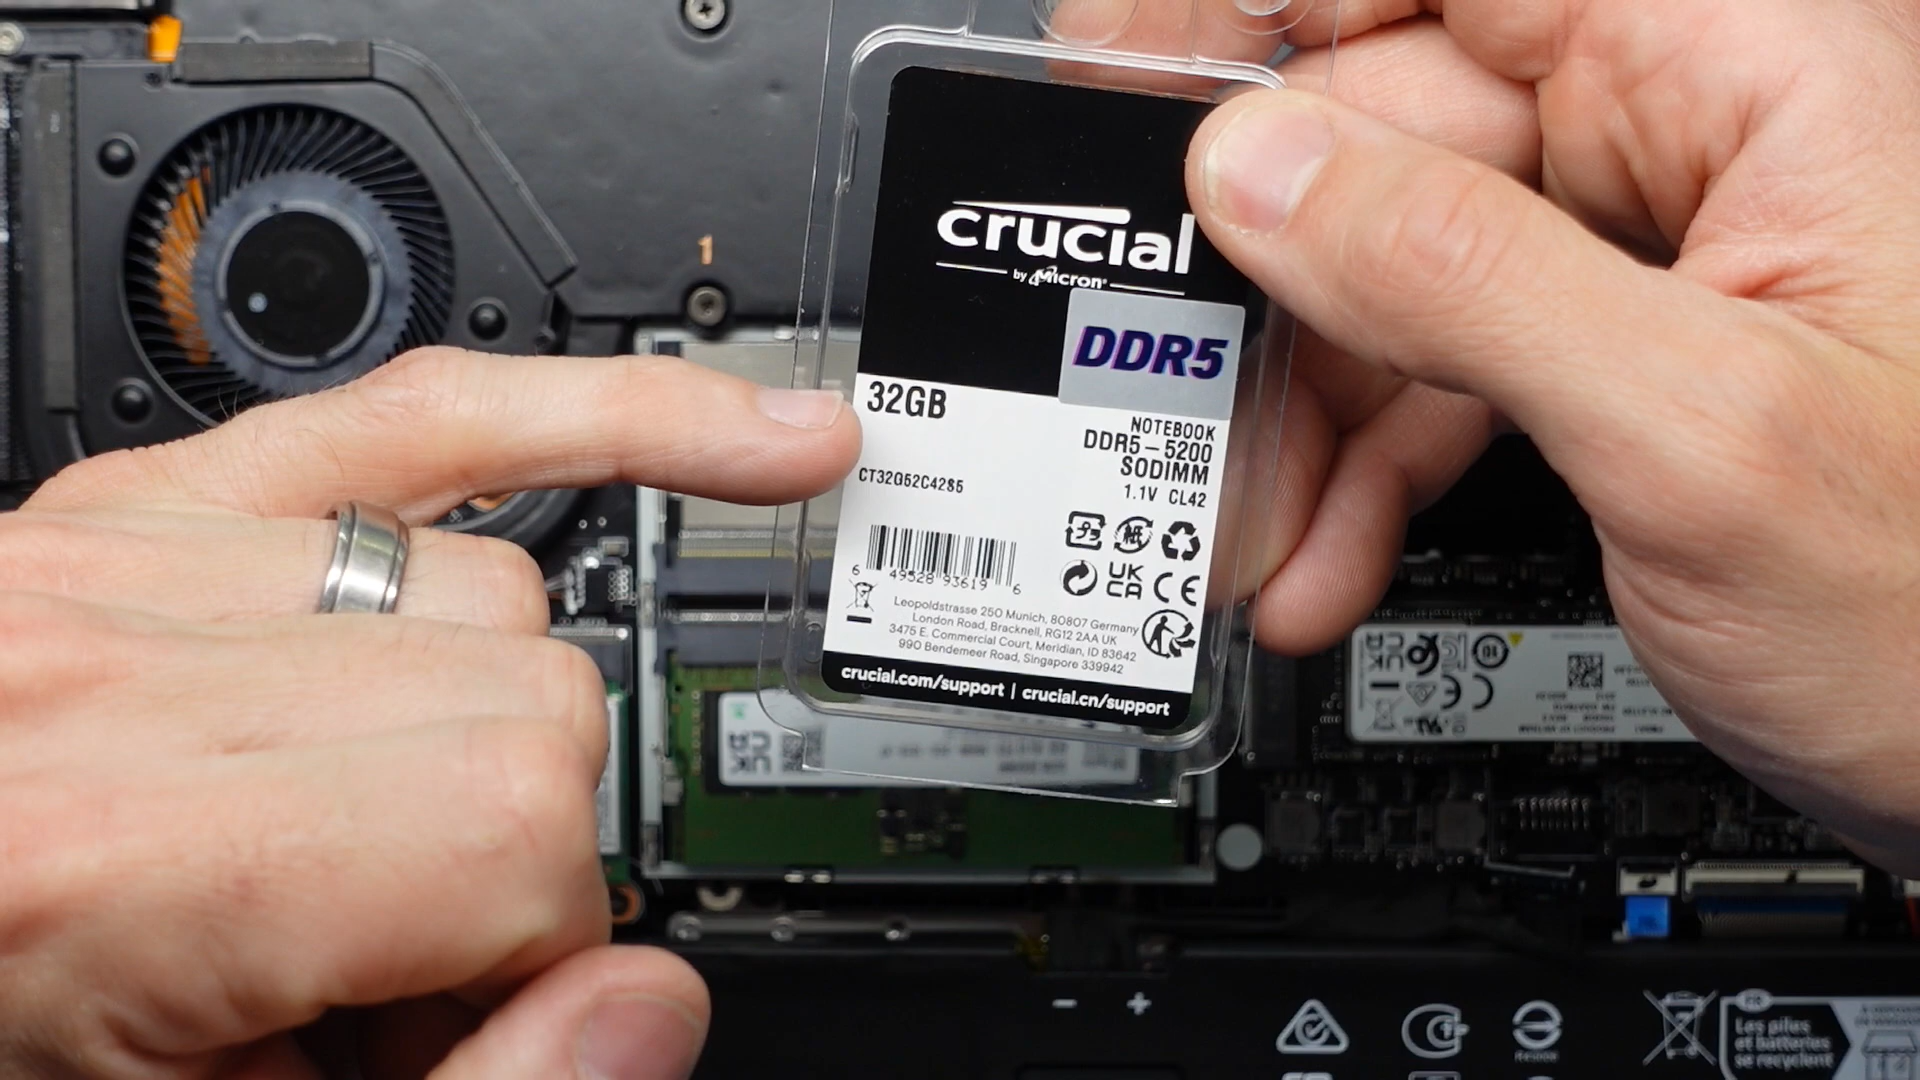 1
crucial
by Micron
DDR5
32GB
NOTEBOOK
DDR5-5200
SODIMM
1.1V CL42
CT32G52C42S5
紙
UK
CA
CE
6 49528 93619 6
Leopoldstrasse 250 Munich, 80807 Germany
London Road, Bracknell, RG12 2AA UK
3475 E. Commercial Court, Meridian, ID 83642
990 Bendemeer Road, Singapore 339942
crucial.com/support | crucial.cn/support
- +
FR
Les piles
et batteries
se recyclent